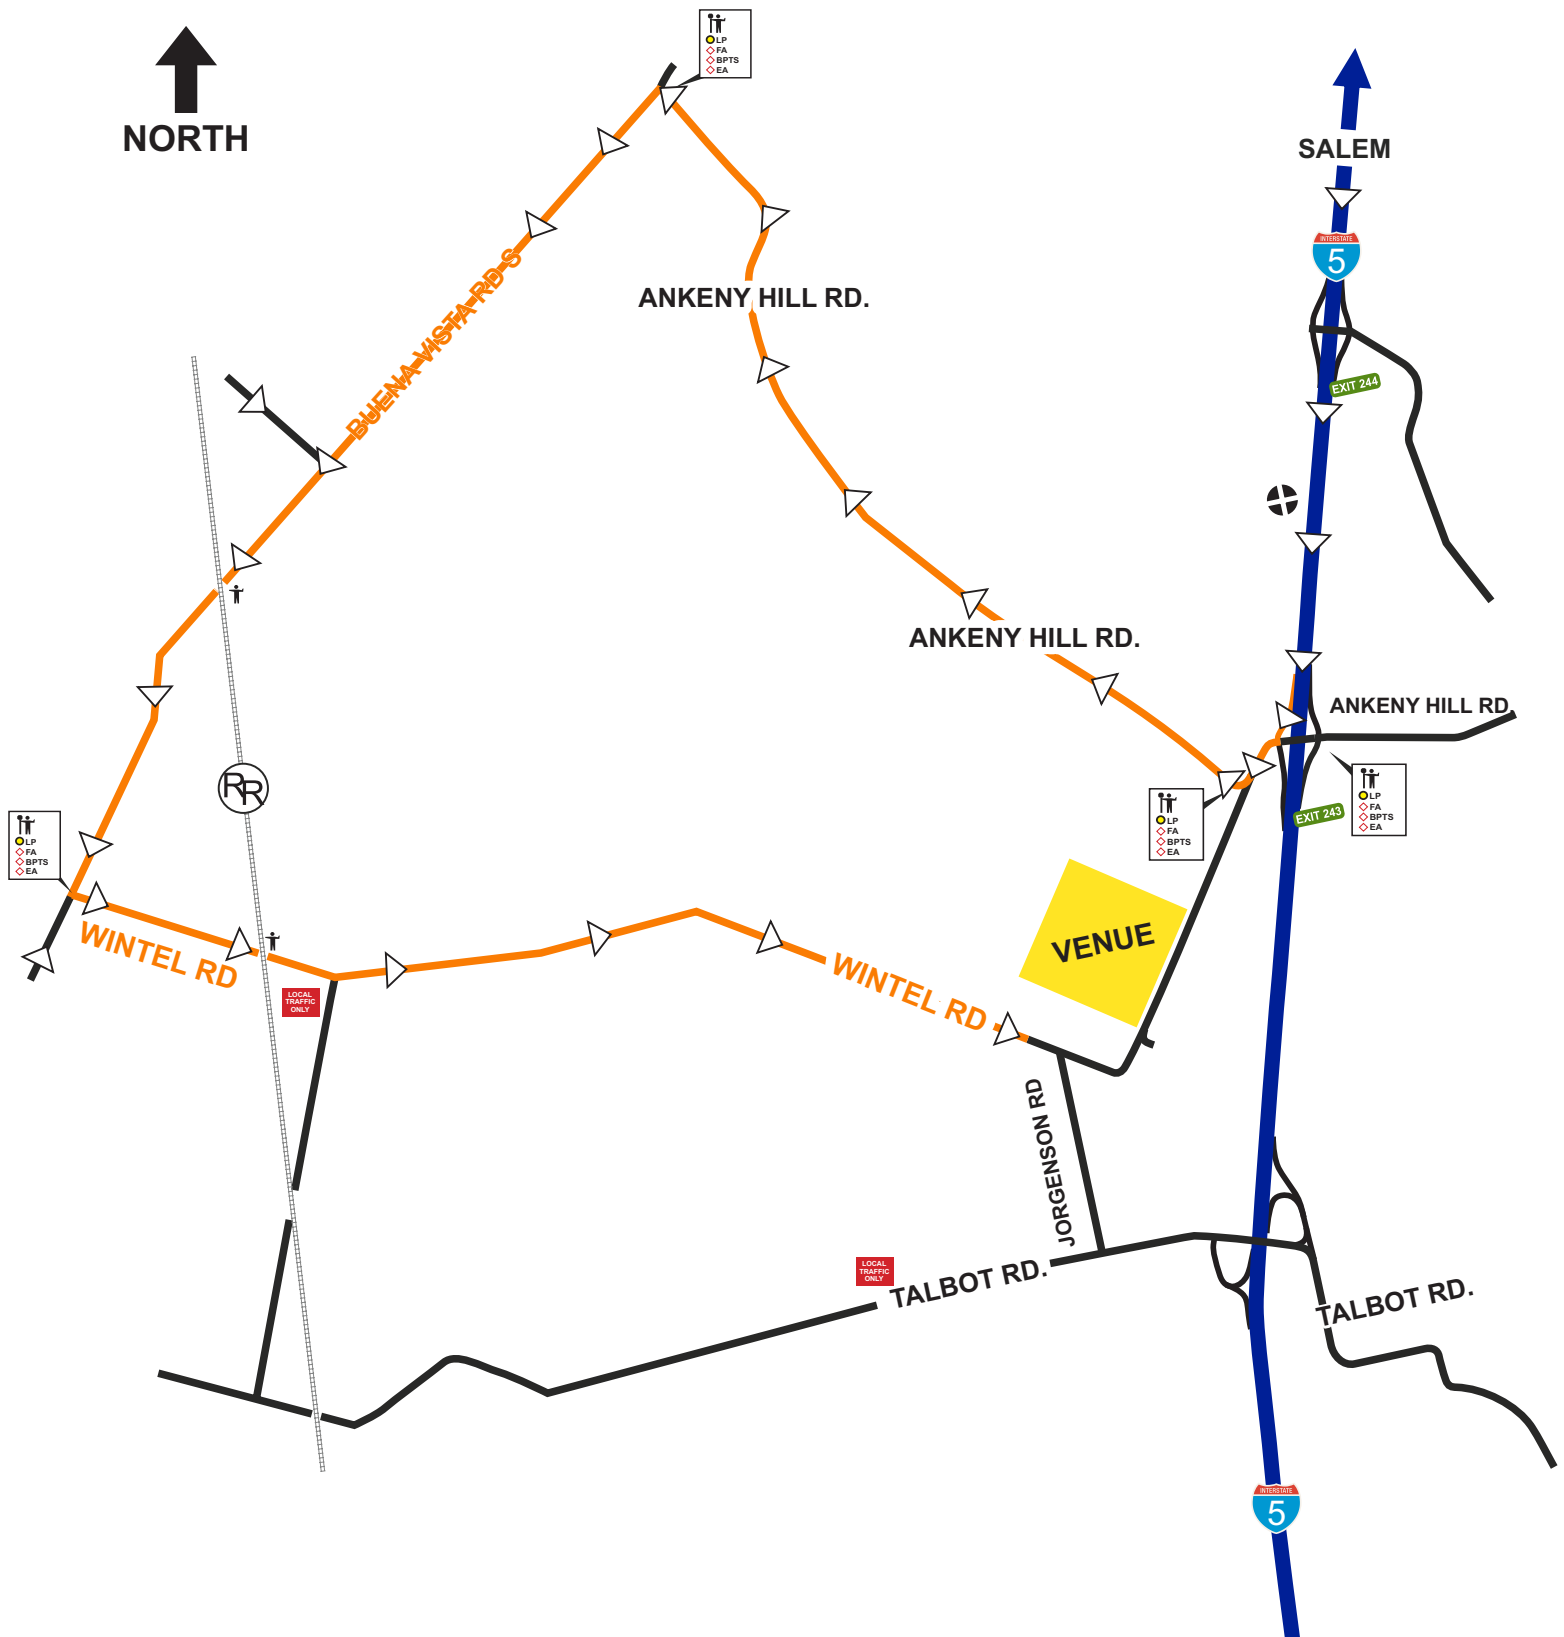 LP
FA
BPTS
EA
NORTH
SALEM
INTERSTATE
5
BUENA VISTA RD S
ANKENY HILL RD.
EXIT 244
ANKENY HILL RD.
ANKENY HILL RD.
RR
LP
FA
BPTS
EA
LP
FA
BPTS
EA
EXIT 243
LP
FA
BPTS
EA
WINTEL RD
VENUE
WINTEL RD
LOCAL
TRAFFIC
ONLY
JORGENSON RD
LOCAL
TRAFFIC
ONLY
TALBOT RD.
TALBOT RD.
INTERSTATE
5